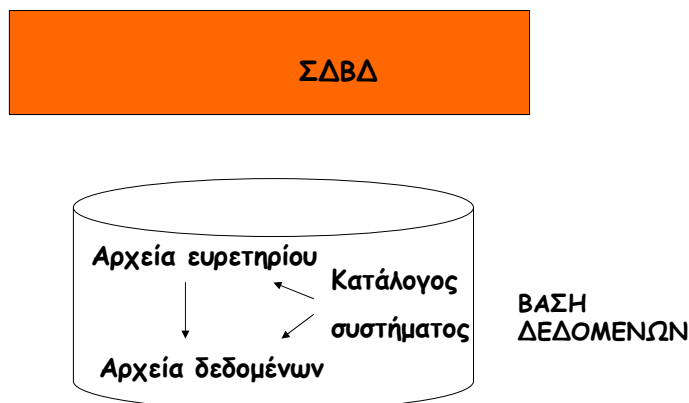 ΣΔΒΔ
Αρχεία ευρετηρίου
Κατάλογος
συστήματος
ΒΑΣΗ
ΔΕΔΟΜΕΝΩΝ
Αρχεία δεδομένων